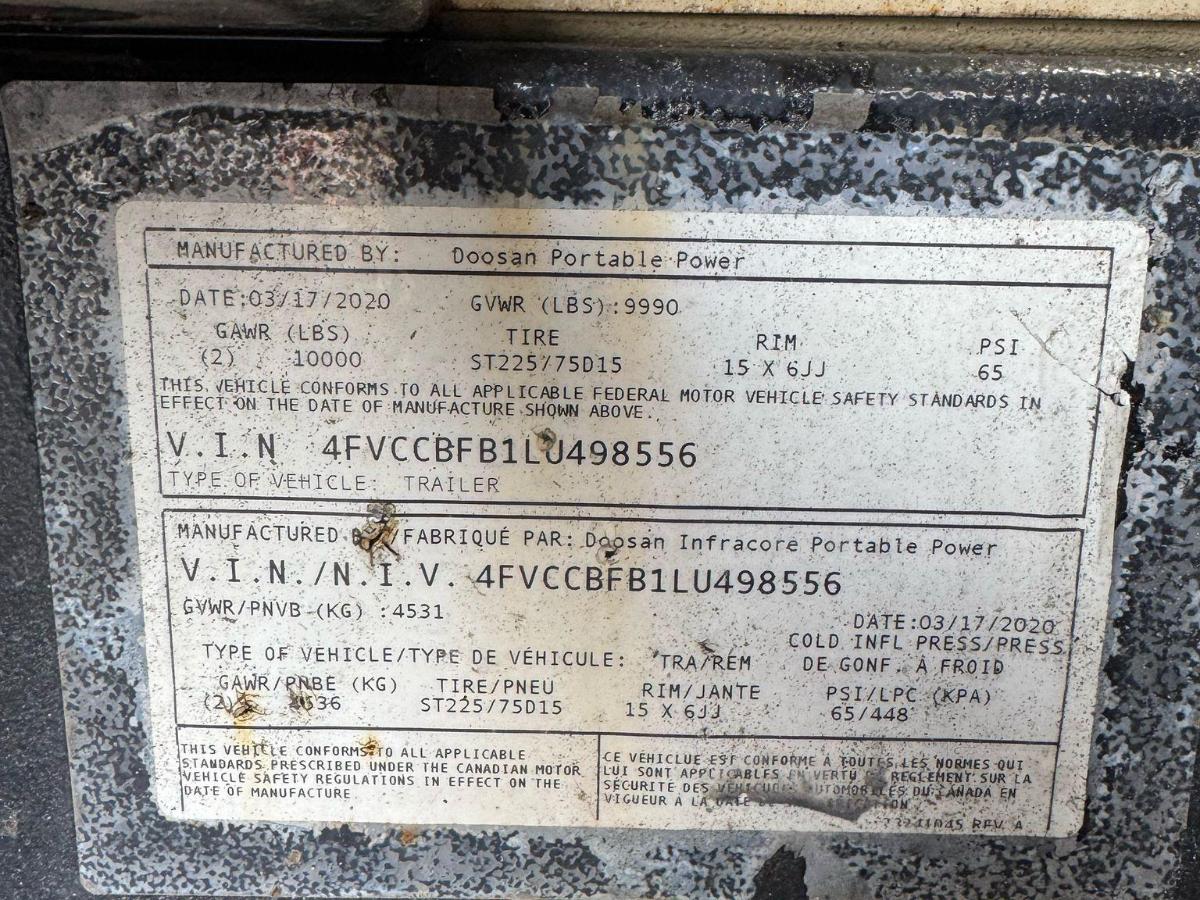 MANUFACTURED BY: Doosan Portable Power
DATE:03/17/2020 GVWR (LBS):9990
GAWR (LBS) TIRE RIM PSI
(2) 10000 ST225/75D15 15 X 6JJ 65
THIS VEHICLE CONFORMS TO ALL APPLICABLE FEDERAL MOTOR VEHICLE SAFETY STANDARDS IN
EFFECT ON THE DATE OF MANUFACTURE SHOWN ABOVE.
V.I.N 4FVCCBFB1LU498556
TYPE OF VEHICLE: TRAILER
MANUFACTURED /FABRIQUÉ PAR: Doosan Infracore Portable Power
V.I.N./N.I.V. 4FVCCBFB1LU498556
GVWR/PNVB (KG) :4531
DATE:03/17/2020
COLD INFL PRESS/PRESS
TYPE OF VEHICLE/TYPE DE VÉHICULE: TRA/REM DE GONF. À FROID
GAWR/PNBE (KG) TIRE/PNEU RIM/JANTE PSI/LPC (KPA)
(2) ST225/75D15 15 X 6JJ 65/448
THIS VEHICLE CONFORMS TO ALL APPLICABLE
STANDARDS PRESCRIBED UNDER THE CANADIAN MOTOR
VEHICLE SAFETY REGULATIONS IN EFFECT ON THE
DATE OF MANUFACTURE
CE VÉHICLUE EST CONFORME À TOUTES LES NORMES QUI
LUI SONT APPLICABLES EN VERTU RÈGLEMENT SUR LA
SÉCURITE DES VÉHICULES AUTOMOBILES DU CANADA EN
VIGUEUR À LA DATE
REV A